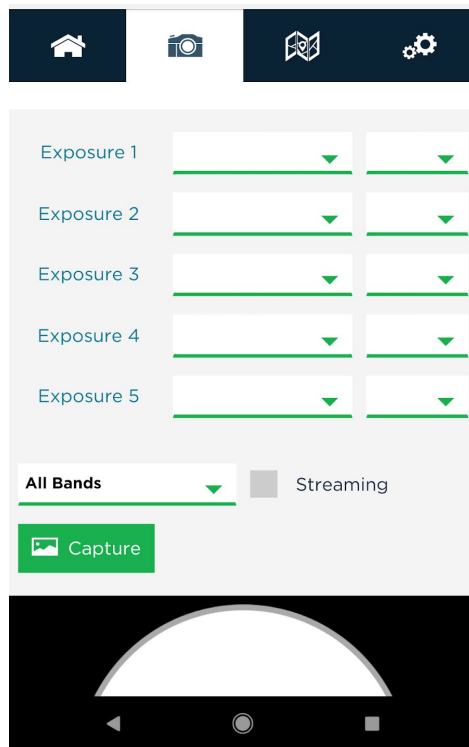 Exposure 1
Exposure 2
Exposure 3
Exposure 4
Exposure 5
All Bands
Streaming
Capture